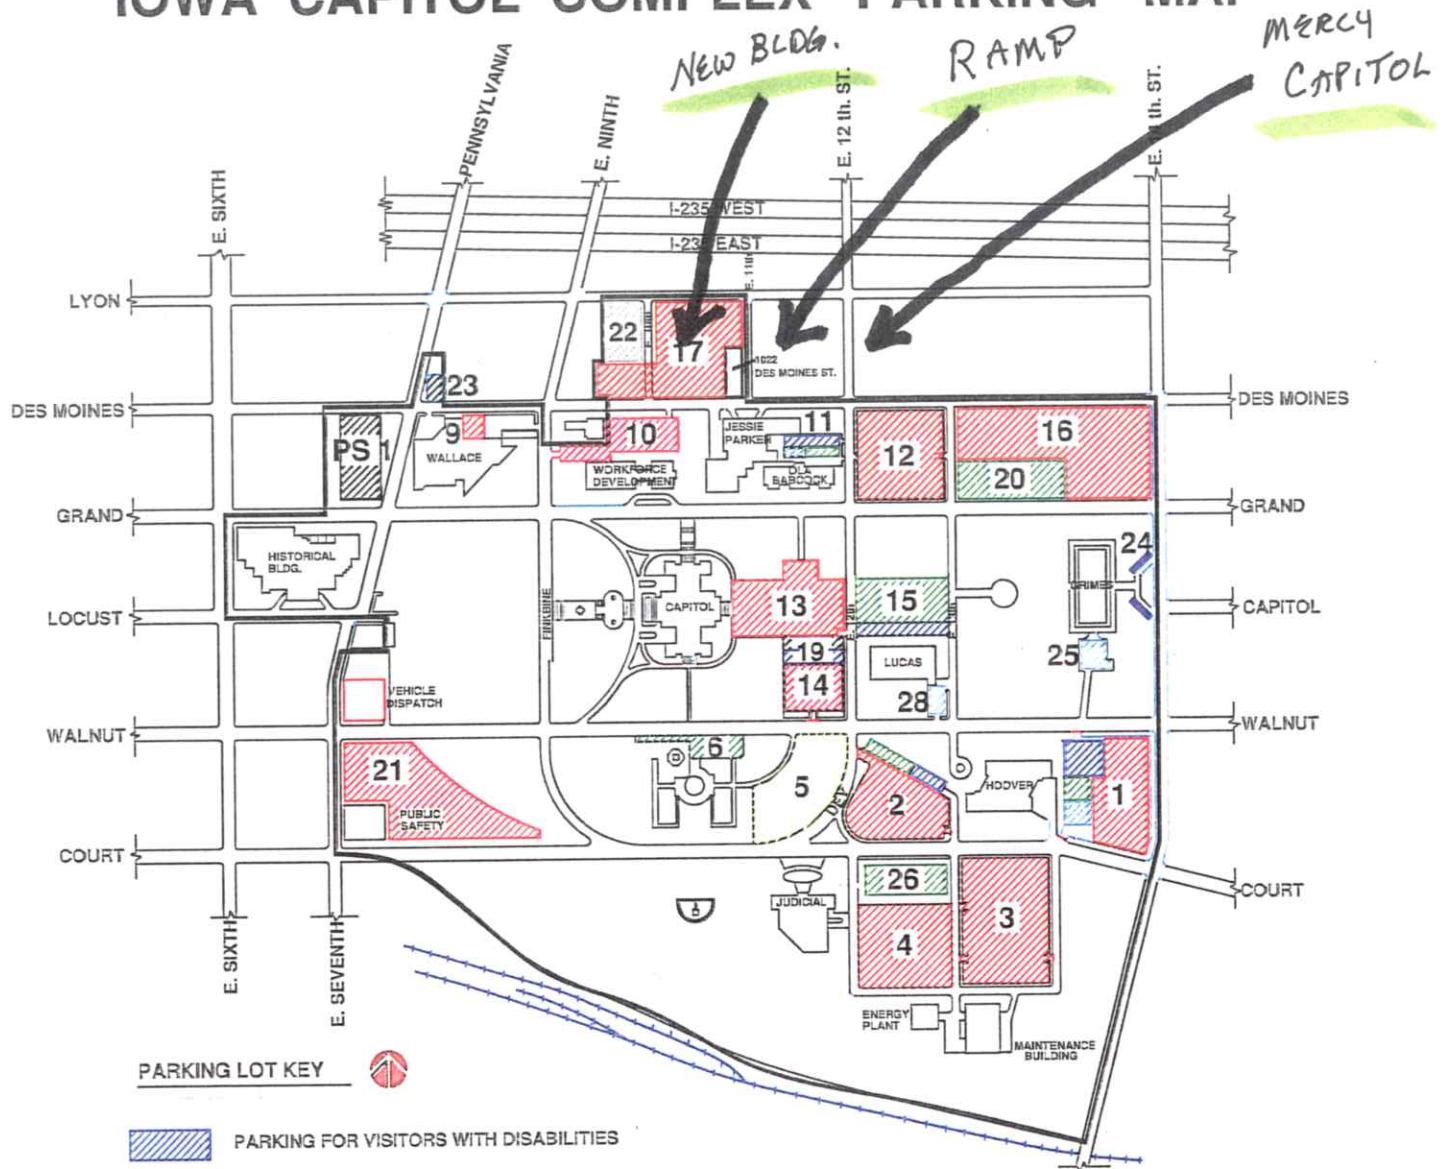 IOWA CAPITOL COMPLEX PARKING MAP
NEW BLDG.
RAMP
MERCY
CAPITOL
PENNSYLVANIA
E. NINTH
E. 12 th. ST.
E. SIXTH
I-235 WEST
I-235 EAST
E. 11th
LYON
22
17
1022
DES MOINES ST.
23
DES MOINES
DES MOINES
PS 1
9
WALLACE
10
JESSIE
PARKER
11
12
16
20
WORKFORCE
DEVELOPMENT
OLA
BABCOCK
GRAND
GRAND
HISTORICAL
BLDG.
24
GRIMES
LOCUST
FINKBINE
CAPITOL
13
15
CAPITOL
19
LUCAS
25
14
28
VEHICLE
DISPATCH
WALNUT
WALNUT
21
6
5
DEY
2
HOOVER
1
PUBLIC
SAFETY
COURT
COURT
26
JUDICIAL
4
3
E. SIXTH
E. SEVENTH
ENERGY
PLANT
MAINTENANCE
BUILDING
PARKING LOT KEY
PARKING FOR VISITORS WITH DISABILITIES